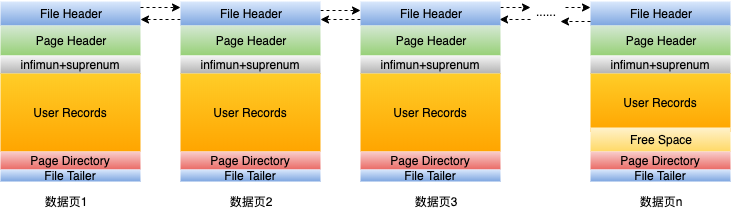 File Header
File Header
File Header
......
File Header
Page Header
Page Header
Page Header
Page Header
infimun+suprenum
infimun+suprenum
infimun+suprenum
infimun+suprenum
User Records
User Records
User Records
User Records
Free Space
Page Directory
Page Directory
Page Directory
Page Directory
File Tailer
File Tailer
File Tailer
File Tailer
数据页1
数据页2
数据页3
数据页n